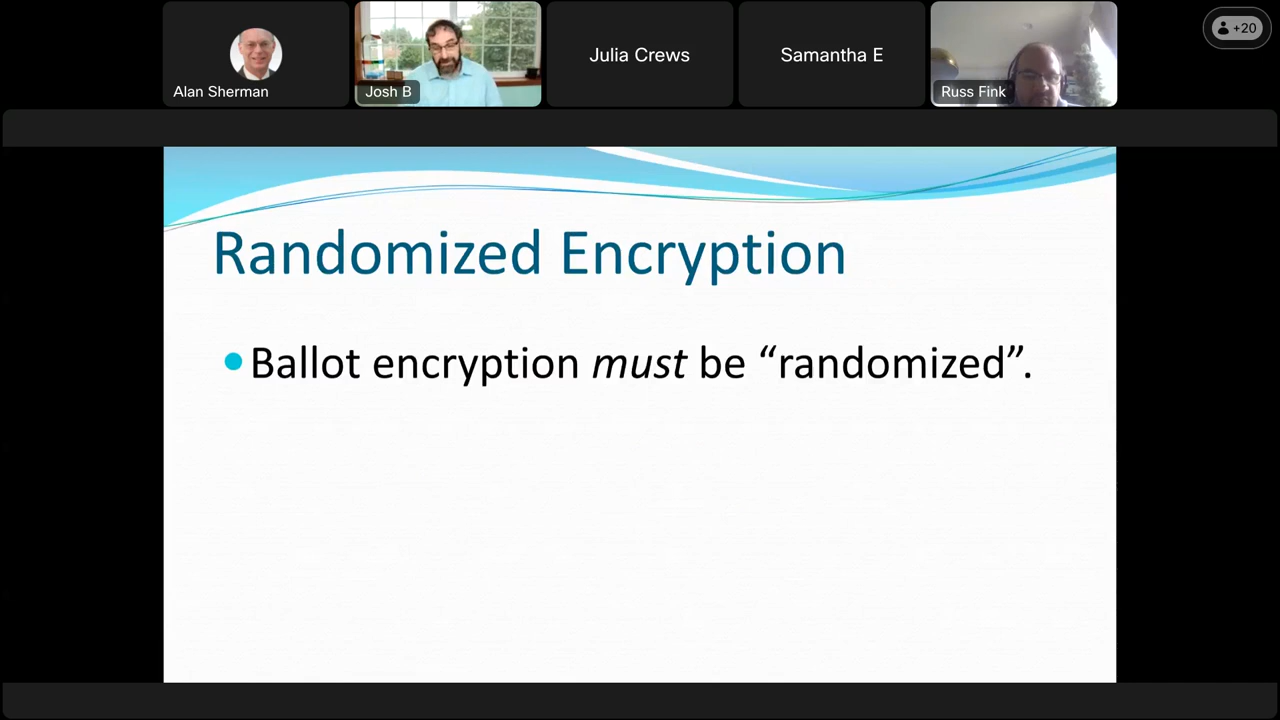 Alan Sherman
Josh B
Julia Crews
Samantha E
Russ Fink
+20
Randomized Encryption
•Ballot encryption must be “randomized”.